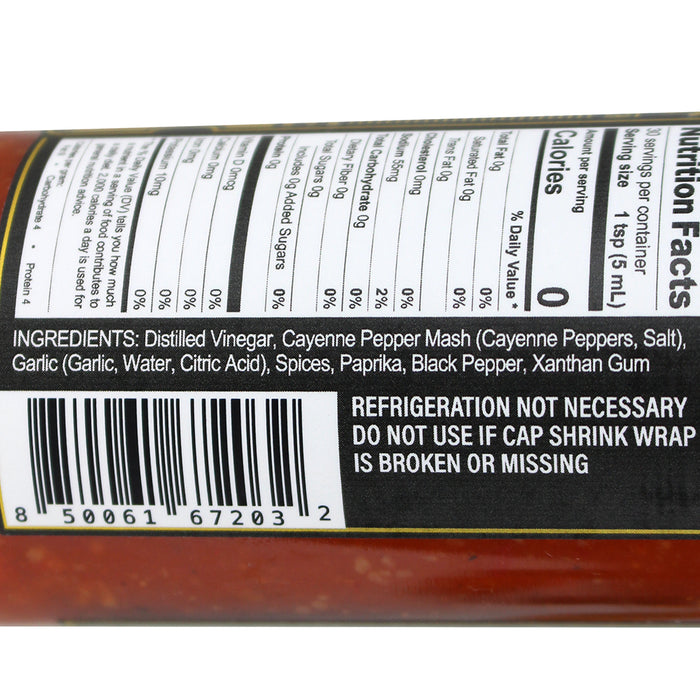 Nutrition Facts
30 servings per container
Serving size 1 tsp (5 mL)
Amount per serving
Calories 0
% Daily Value *
Total Fat 0g 0%
Saturated Fat 0g 0%
Trans Fat 0g
Cholesterol 0mg 0%
Sodium 55mg 2%
Total Carbohydrate 0g 0%
Dietary Fiber 0g 0%
Total Sugars 0g
Includes 0g Added Sugars 0%
Protein 0g
Vitamin D 0mcg 0%
Calcium 0mg 0%
Iron 0mg 0%
Potassium 10mg 0%
Daily Value (DV) tells you how much
nutrient in a serving of food contributes to
daily diet. 2,000 calories a day is used for
general nutrition advice.
Carbohydrate 4 • Protein 4
INGREDIENTS: Distilled Vinegar, Cayenne Pepper Mash (Cayenne Peppers, Salt),
Garlic (Garlic, Water, Citric Acid), Spices, Paprika, Black Pepper, Xanthan Gum
REFRIGERATION NOT NECESSARY
DO NOT USE IF CAP SHRINK WRAP
IS BROKEN OR MISSING
8 50061 67203 2